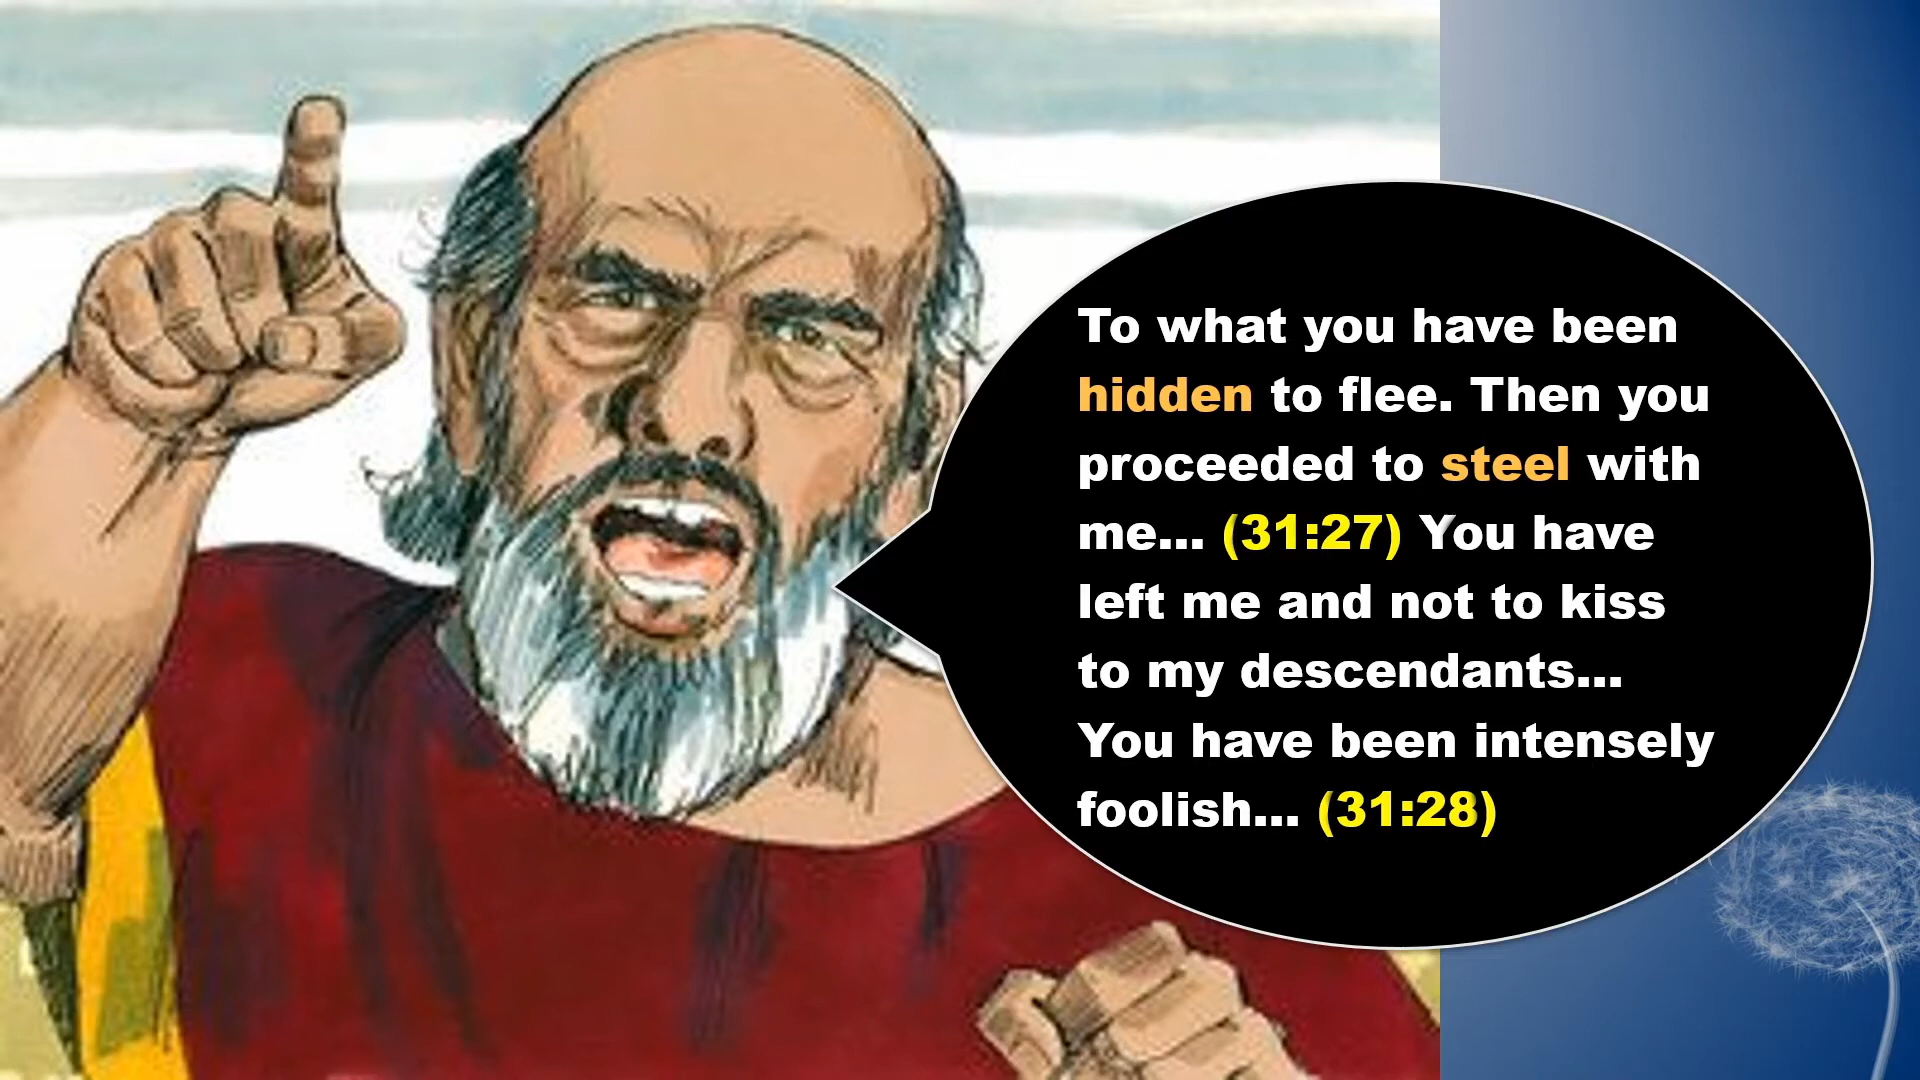 To what you have been
hidden to flee. Then you
proceeded to steel with
me... (31:27) You have
left me and not to kiss
to my descendants...
You have been intensely
foolish... (31:28)